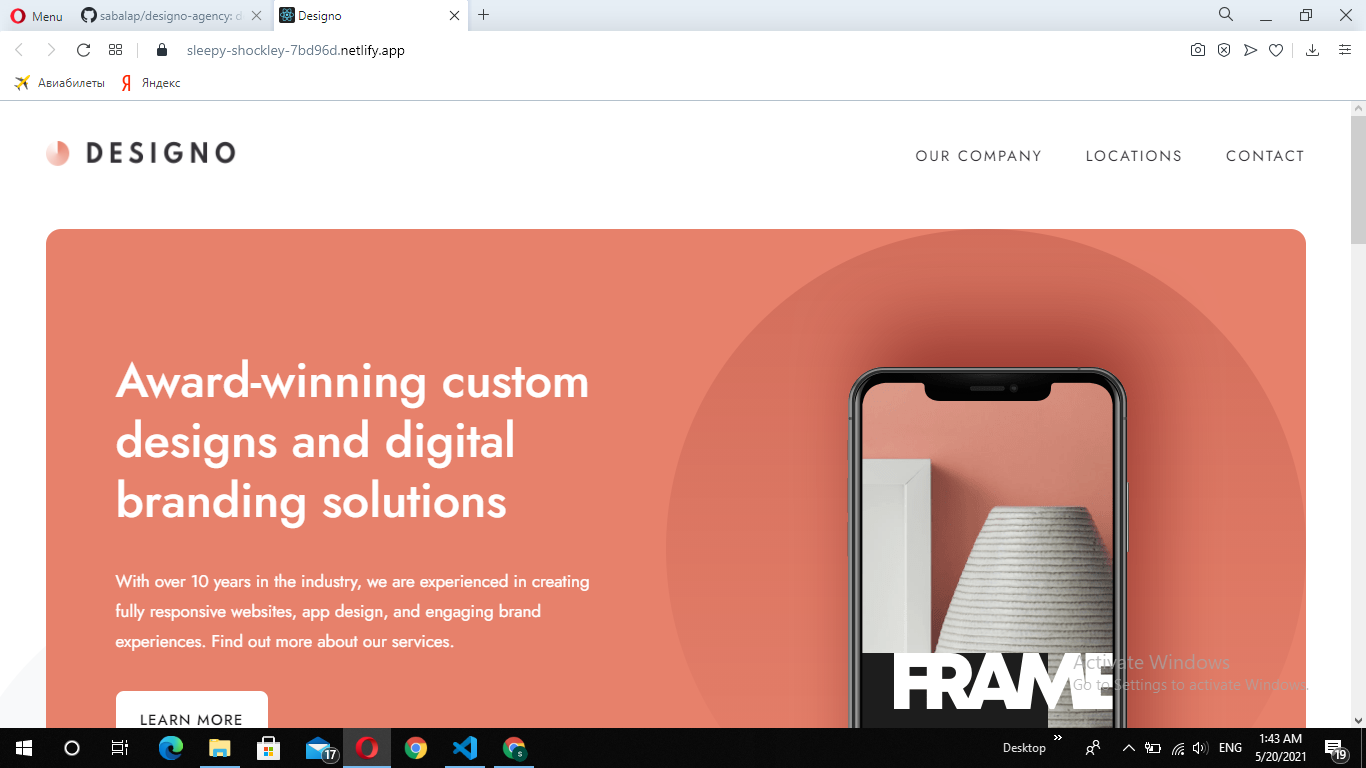 Menu
sabalap/designo-agency: d
Designo
sleepy-shockley-7bd96d.netlify.app
Авиабилеты
Яндекс
DESIGNO
OUR COMPANY
LOCATIONS
CONTACT
Award-winning custom
designs and digital
branding solutions
With over 10 years in the industry, we are experienced in creating
fully responsive websites, app design, and engaging brand
experiences. Find out more about our services.
LEARN MORE
FRAME
Activate Windows
Go to Settings to activate Windows.
17
S
Desktop
ENG
1:43 AM
5/20/2021
19